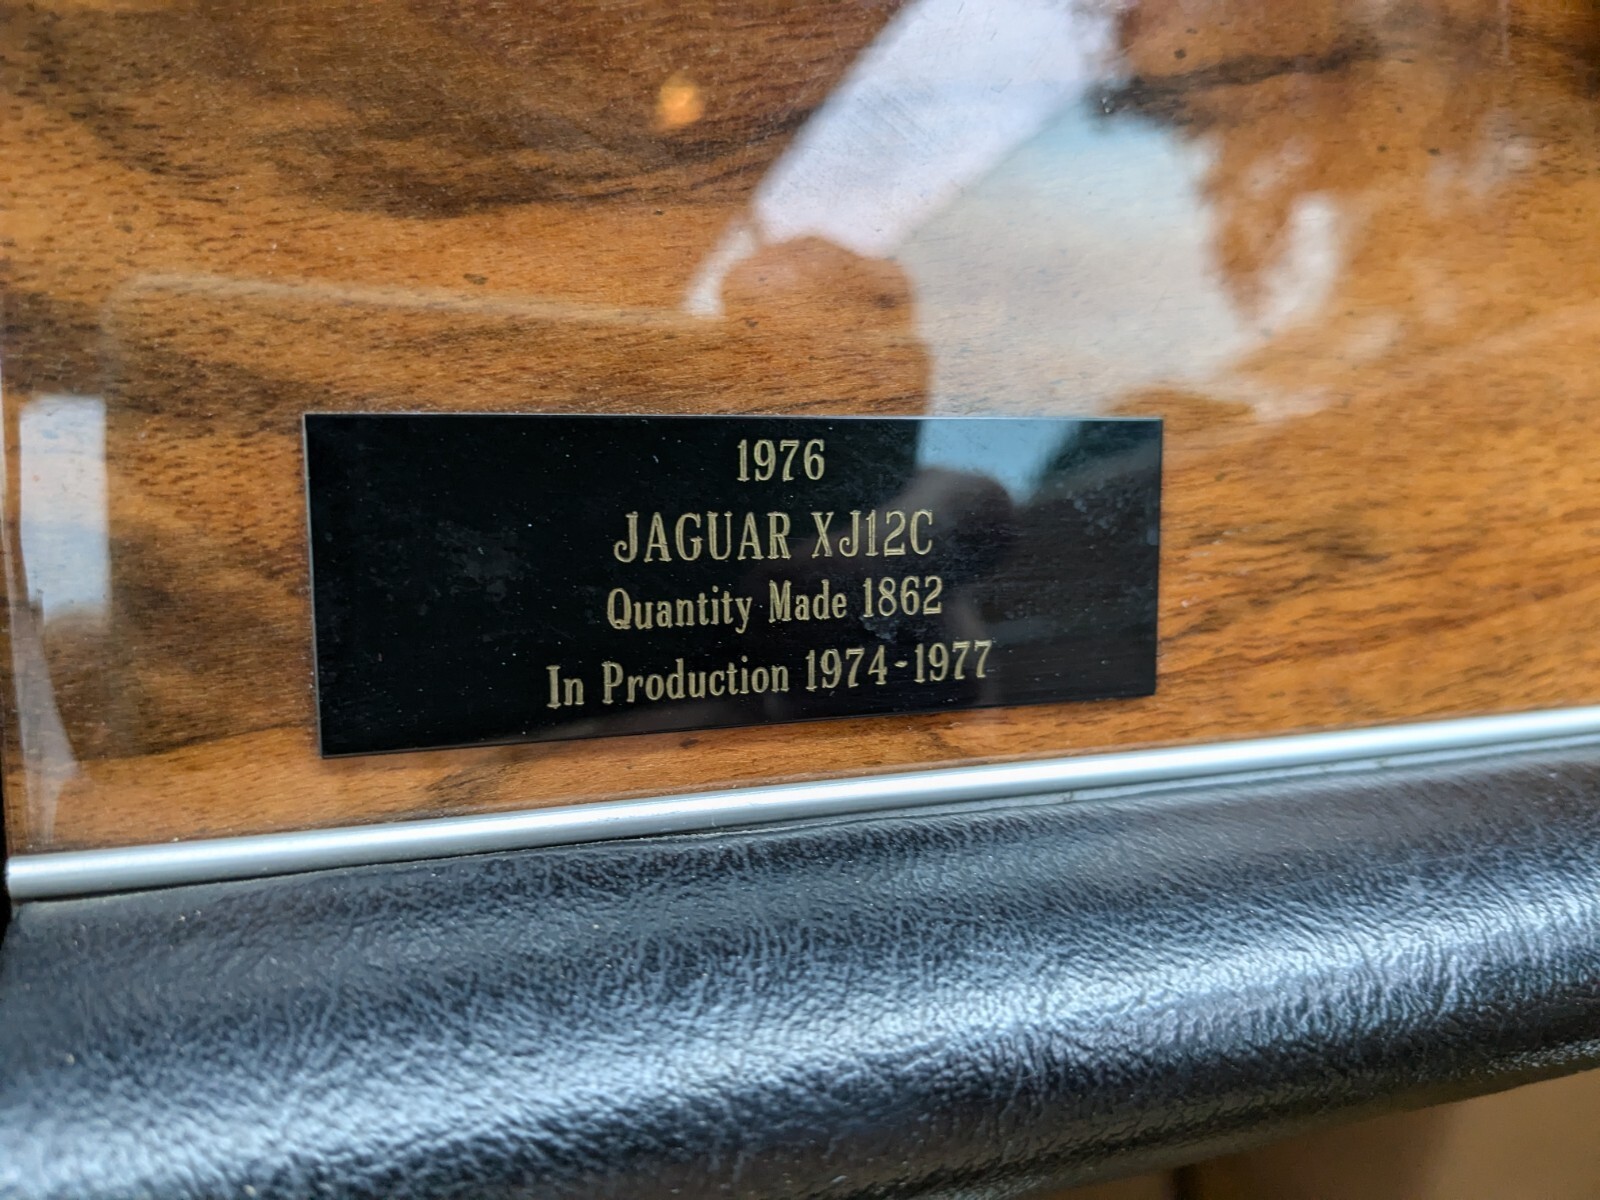 1976
JAGUAR XJ12C
Quantity Made 1862
In Production 1974-1977